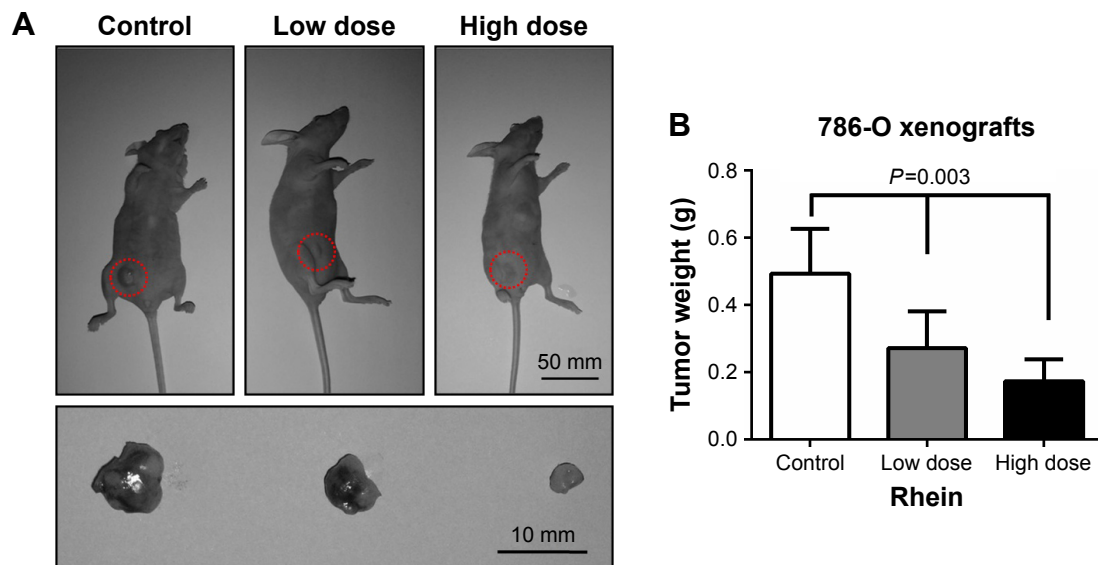 A
Control
Low dose
High dose
50 mm
10 mm
B
786-O xenografts
P=0.003
Tumor weight (g)
0.8
0.6
0.4
0.2
0.0
Control
Low dose
High dose
Rhein